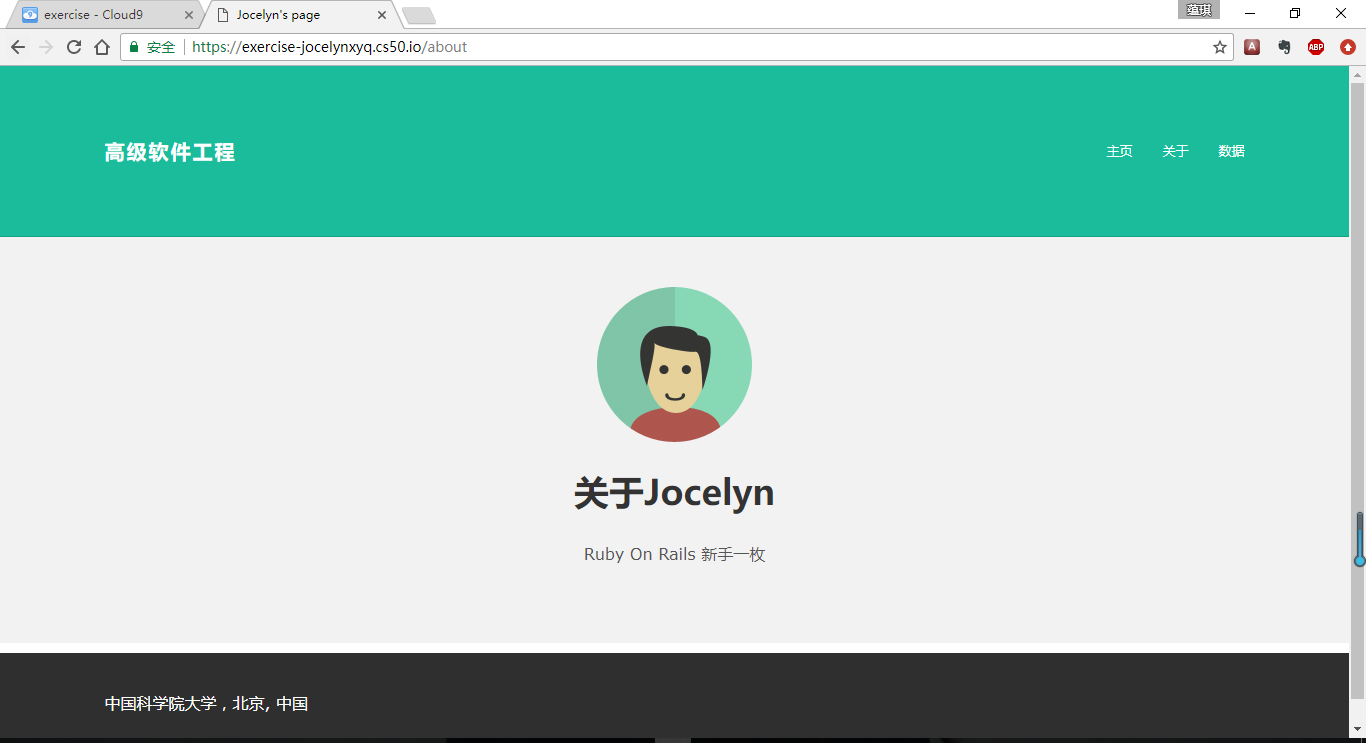 exercise - Cloud9
Jocelyn's page
安全
https://exercise-jocelynxyq.cs50.io/about
A
ABP
高级软件工程
主页 关于 数据
关于Jocelyn
Ruby On Rails 新手一枚
中国科学院大学，北京, 中国